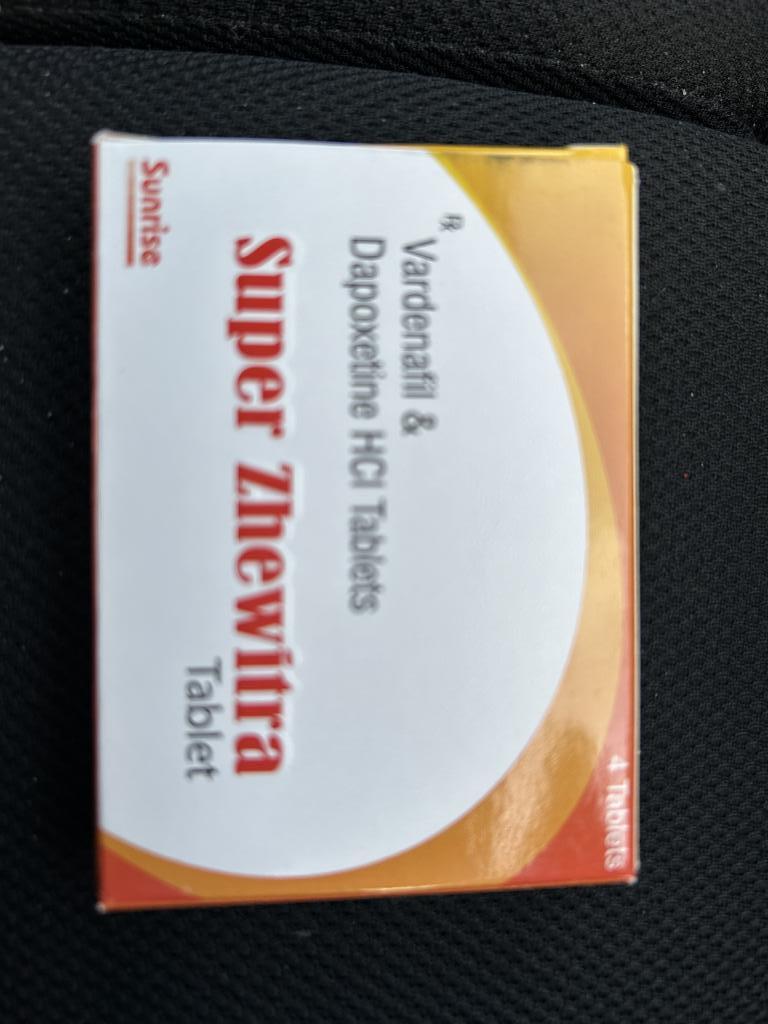 4 Tablets
℞ Vardenafil &
Dapoxetine HCl Tablets
Super Zhewitra
Tablet
Sunrise